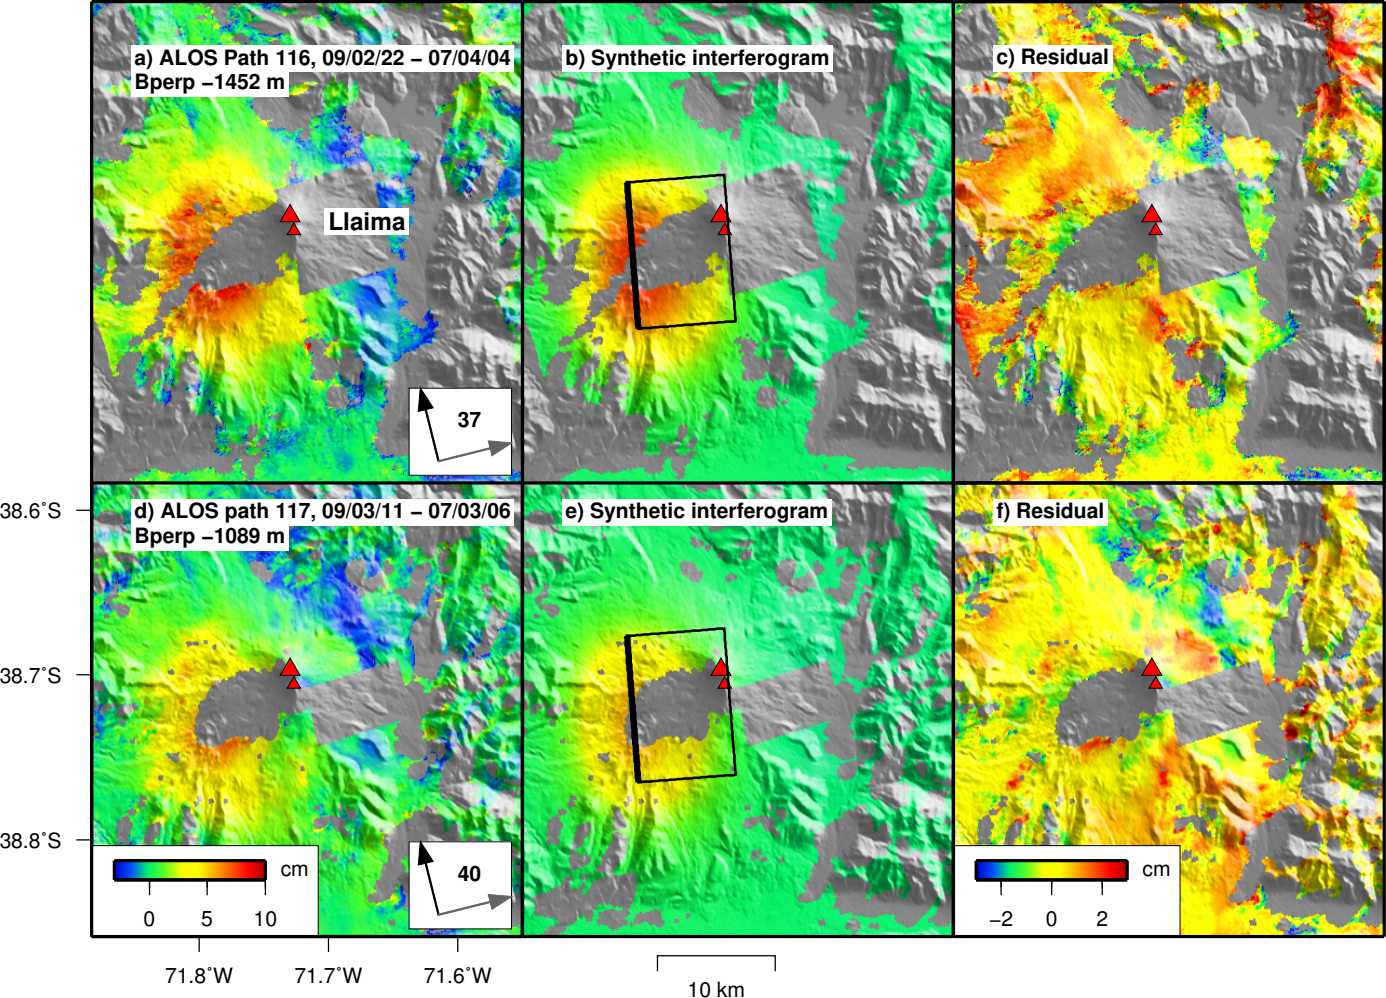 a) ALOS Path 116, 09/02/22 − 07/04/04
Bperp −1452 m
b) Synthetic interferogram
c) Residual
Llaima
37
38.6°S
d) ALOS path 117, 09/03/11 − 07/03/06
Bperp −1089 m
e) Synthetic interferogram
f) Residual
38.7°S
38.8°S
cm
0 5 10
40
cm
−2 0 2
71.8°W 71.7°W 71.6°W
10 km